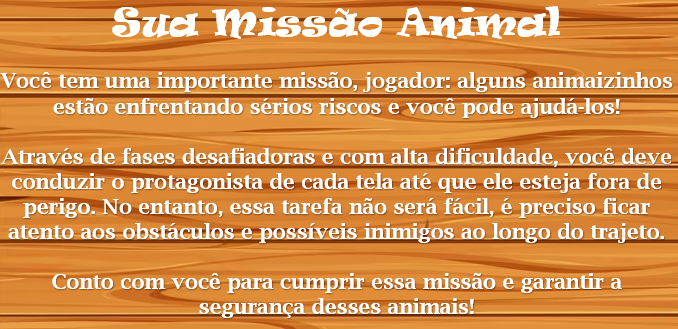 Sua Missão Animal
Você tem uma importante missão, jogador: alguns animaizinhos
estão enfrentando sérios riscos e você pode ajudá-los!
Através de fases desafiadoras e com alta dificuldade, você deve
conduzir o protagonista de cada tela até que ele esteja fora de
perigo. No entanto, essa tarefa não será fácil, é preciso ficar
atento aos obstáculos e possíveis inimigos ao longo do trajeto.
Conto com você para cumprir essa missão e garantir a
segurança desses animais!